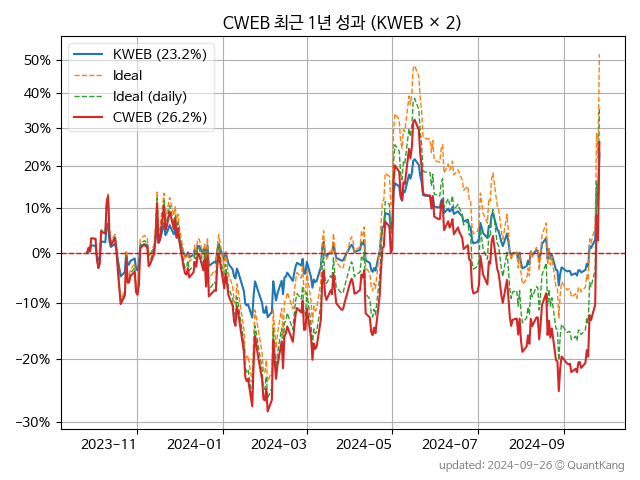 CWEB 최근 1년 성과 (KWEB × 2)
KWEB (23.2%)
Ideal
Ideal (daily)
CWEB (26.2%)
50%
40%
30%
20%
10%
0%
−10%
−20%
−30%
2023-11
2024-01
2024-03
2024-05
2024-07
2024-09
updated: 2024-09-26 © QuantKang